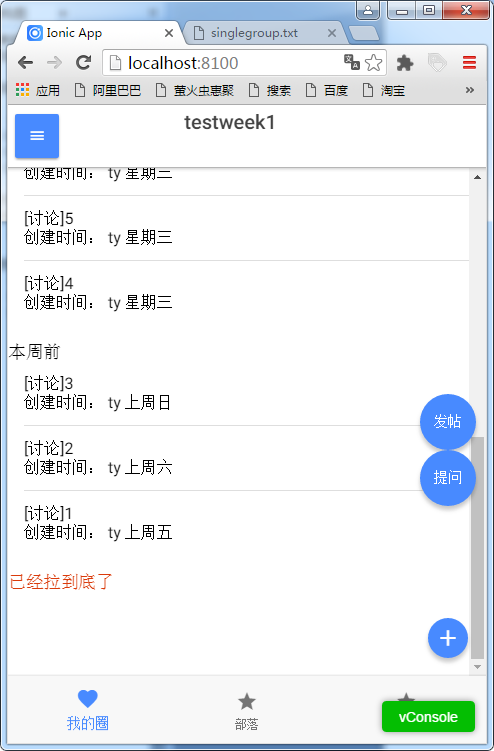 Ionic App
singlegroup.txt
localhost:8100
应用 阿里巴巴 萤火虫惠聚 搜索 百度 淘宝 »
testweek1
创建时间： ty 星期三
[讨论]5
创建时间： ty 星期三
[讨论]4
创建时间： ty 星期三
本周前
[讨论]3
创建时间： ty 上周日
发帖
[讨论]2
创建时间： ty 上周六
提问
[讨论]1
创建时间： ty 上周五
已经拉到底了
我的圈
部落
vConsole